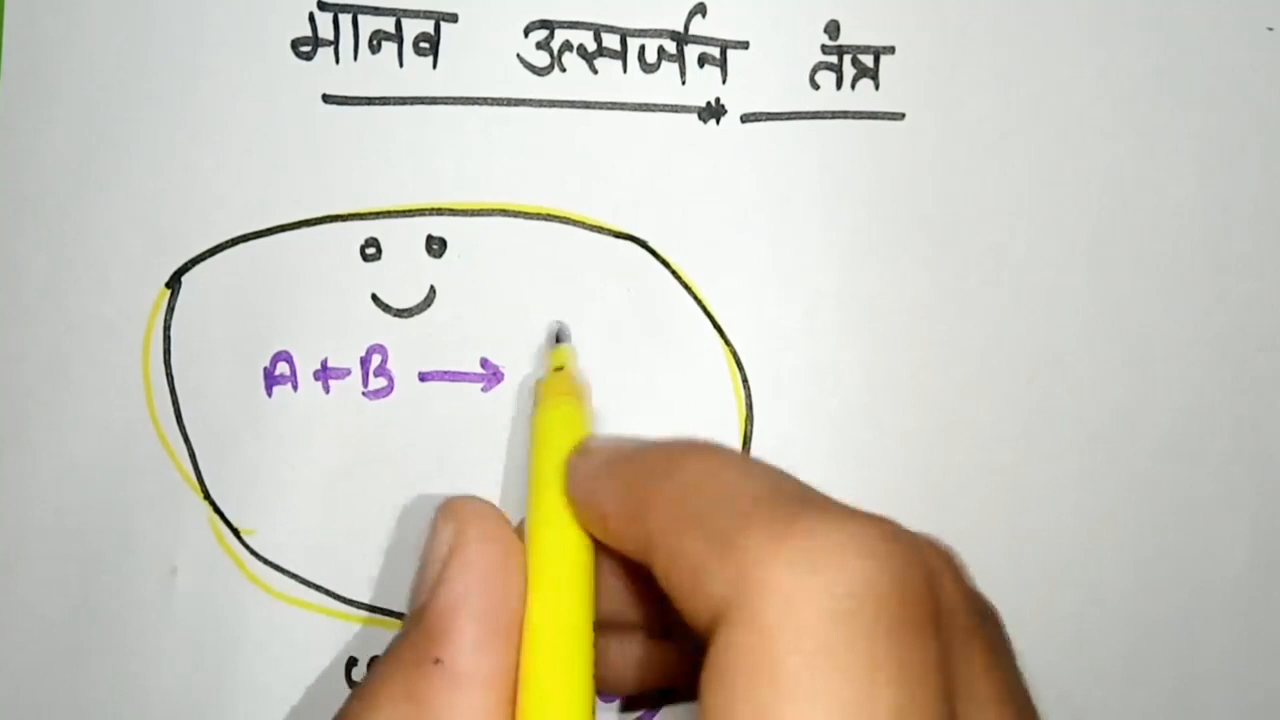 मानव उत्सर्जन तंत्र
A + B →